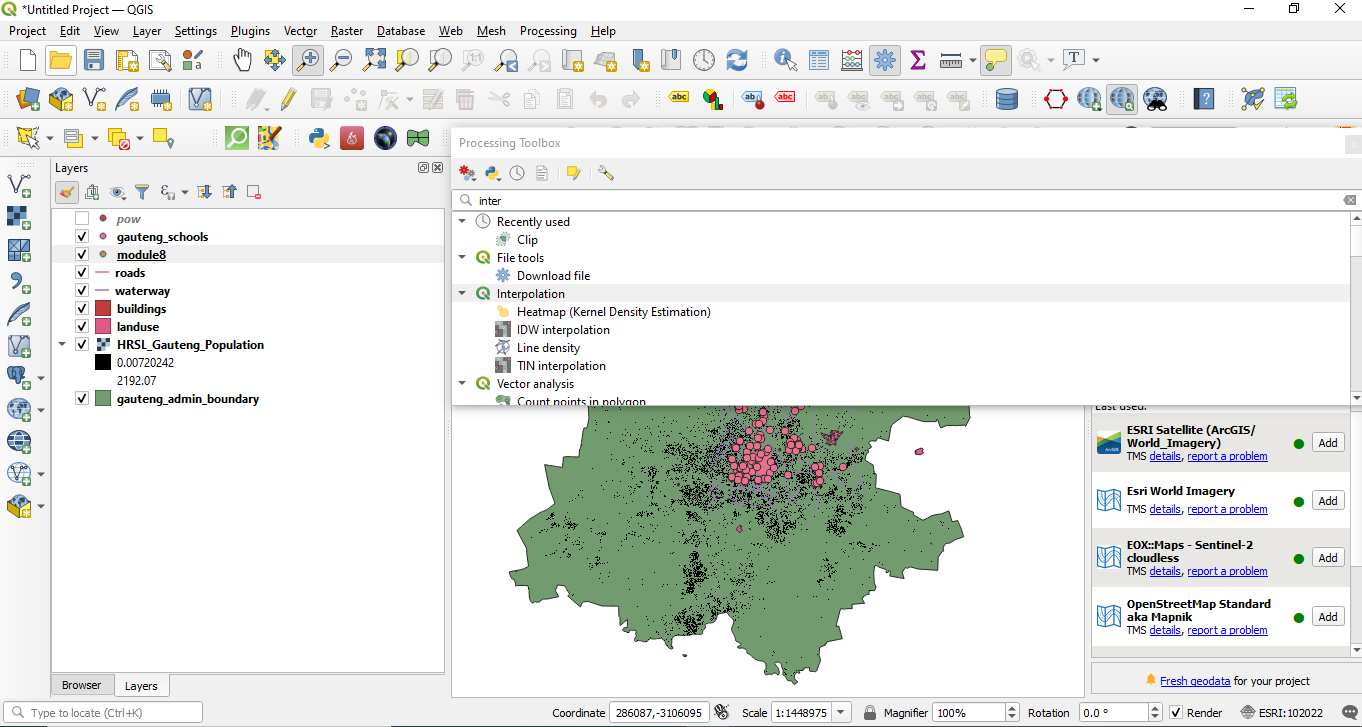 *Untitled Project — QGIS
Project Edit View Layer Settings Plugins Vector Raster Database Web Mesh Processing Help
Layers
pow
gauteng_schools
module8
roads
waterway
buildings
landuse
HRSL_Gauteng_Population
0.00720242
2192.07
gauteng_admin_boundary
Browser
Layers
Processing Toolbox
inter
Recently used
Clip
File tools
Download file
Interpolation
Heatmap (Kernel Density Estimation)
IDW interpolation
Line density
TIN interpolation
Vector analysis
Count points in polygon
Last used:
ESRI Satellite (ArcGIS/
World_Imagery)
TMS details, report a problem
Add
Esri World Imagery
TMS details, report a problem
Add
EOX::Maps - Sentinel-2
cloudless
TMS details, report a problem
Add
OpenStreetMap Standard
aka Mapnik
TMS details, report a problem
Add
Fresh geodata for your project
Type to locate (Ctrl+K)
Coordinate 286087,-3106095 Scale 1:1448975 Magnifier 100% Rotation 0.0 ° Render ESRI:102022